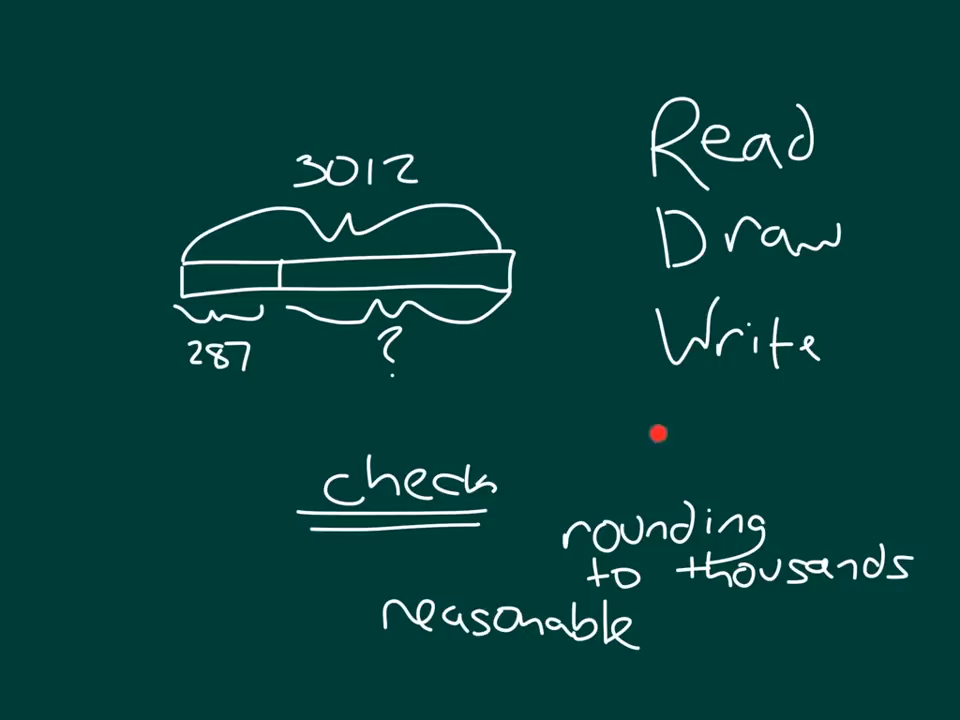 3012
287
?
Read
Draw
Write
check
rounding
to thousands
reasonable